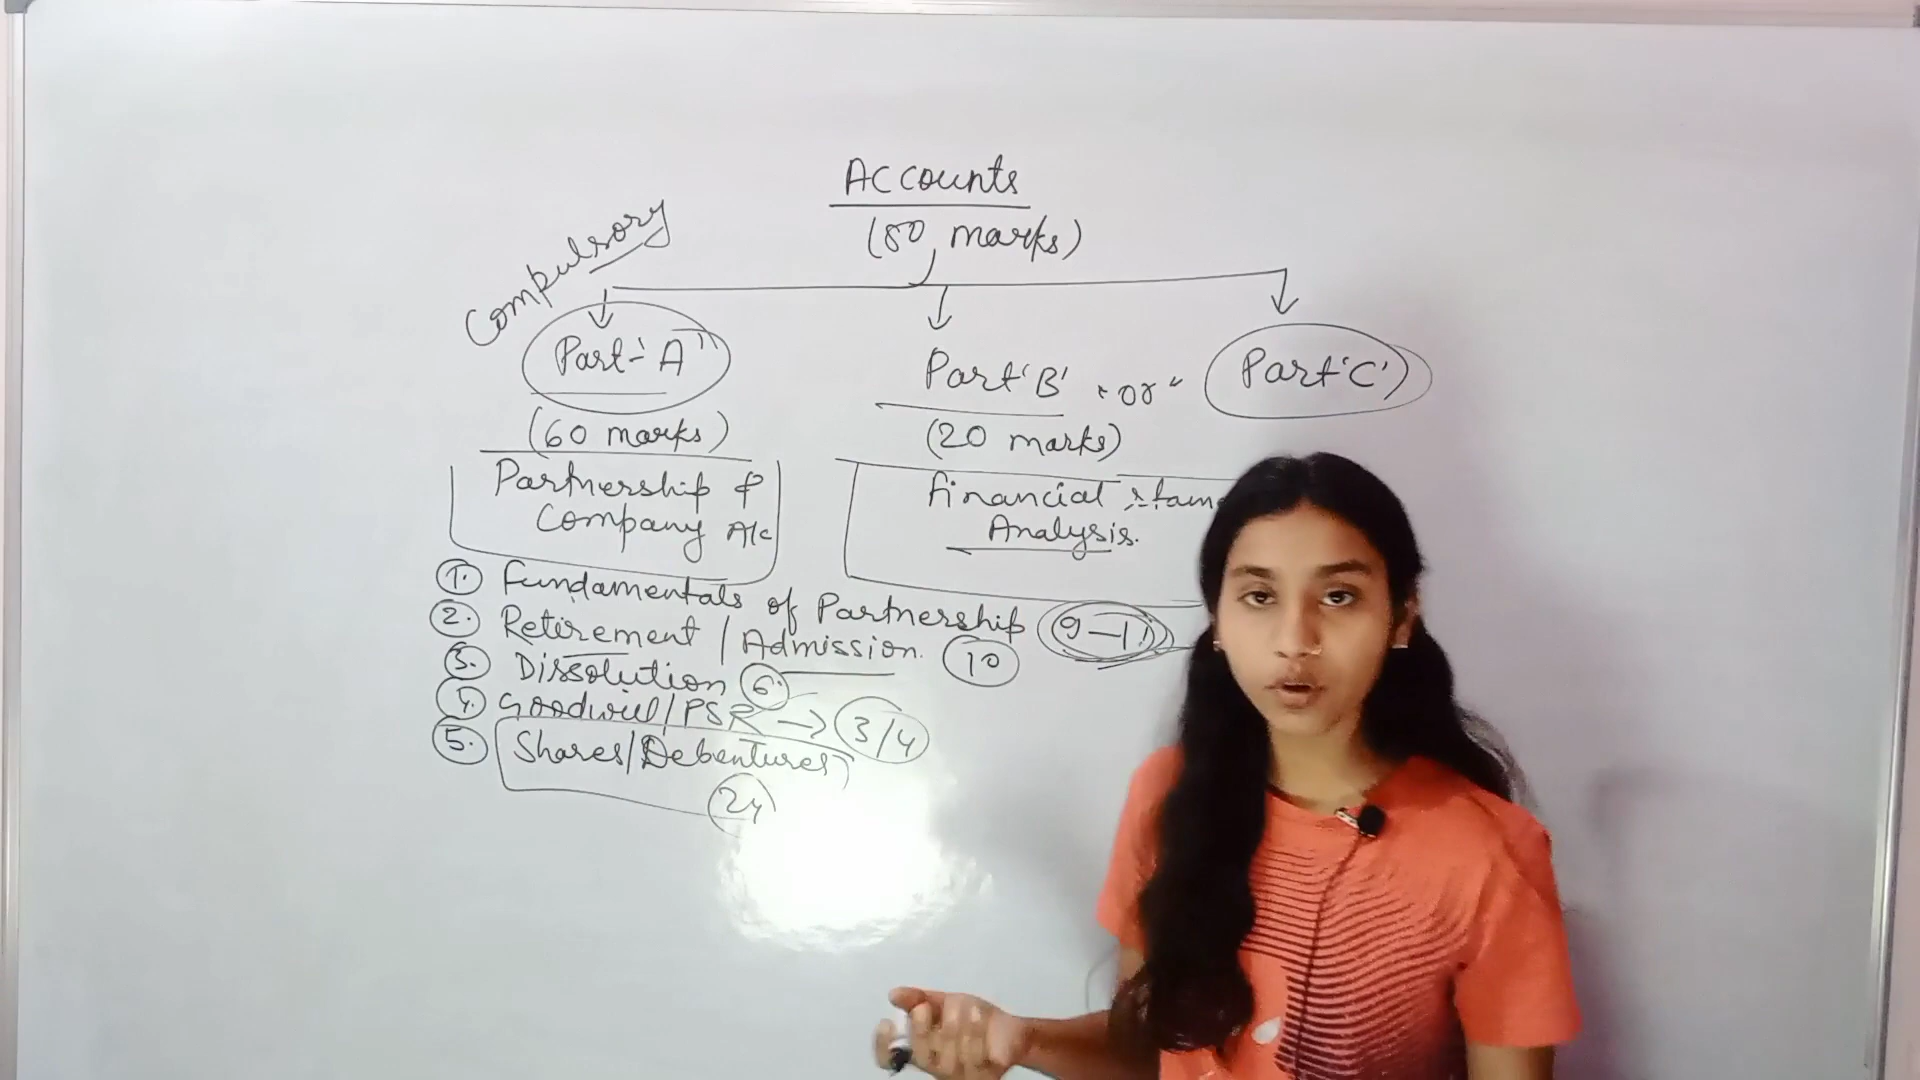 Accounts
(80 marks)
Compulsory
Part-'A'
Part'B' "or" Part'C'
(60 marks)
(20 marks)
Partnership &
Company A/c
Financial
Analysis.
1. Fundamentals of Partnership 9-11
2. Retirement / Admission. 10
3. Dissolution 6
4. Goodwill/PSR → 3/4
5. Shares/Debentures
24